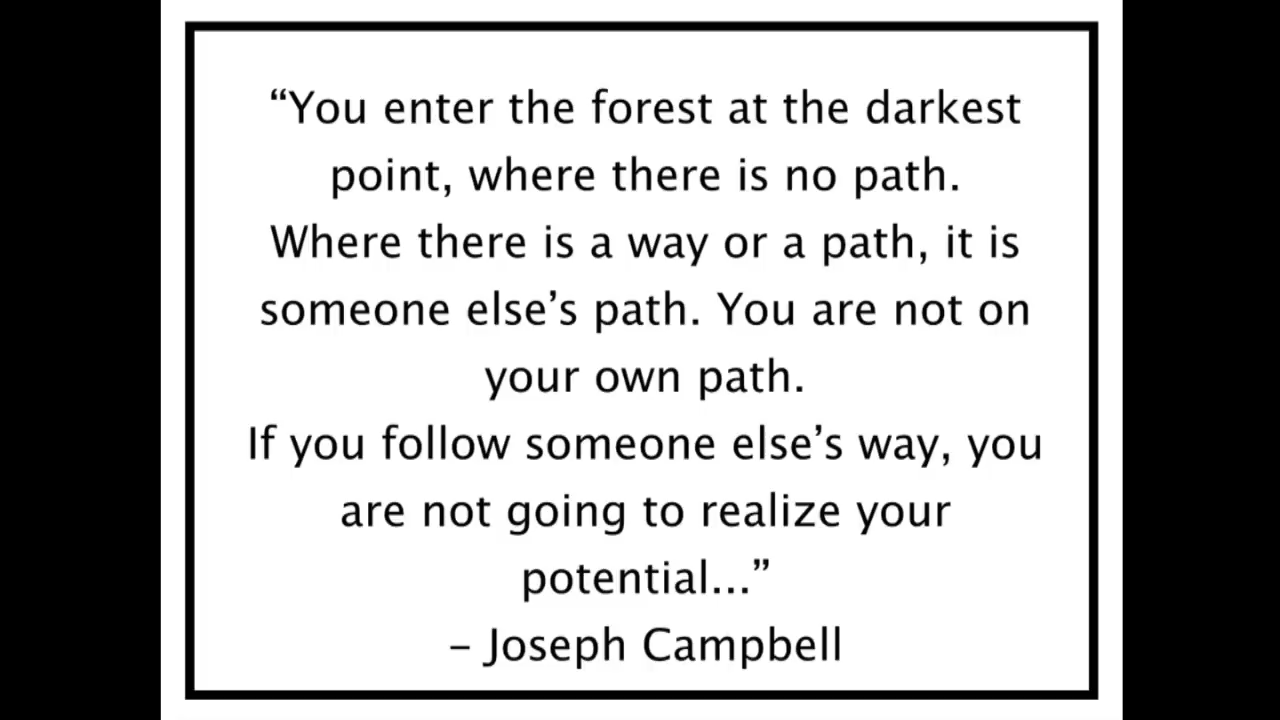 “You enter the forest at the darkest
point, where there is no path.
Where there is a way or a path, it is
someone else’s path. You are not on
your own path.
If you follow someone else’s way, you
are not going to realize your
potential...”
– Joseph Campbell